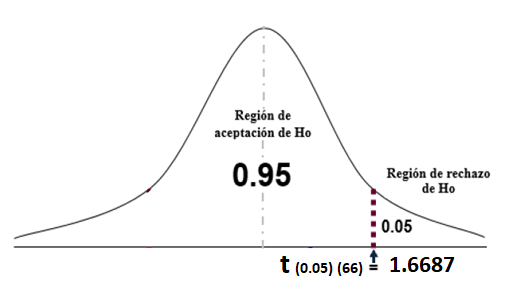 Región de
aceptación de Ho
0.95
Región de rechazo
de Ho
0.05
t (0.05) (66) = 1.6687